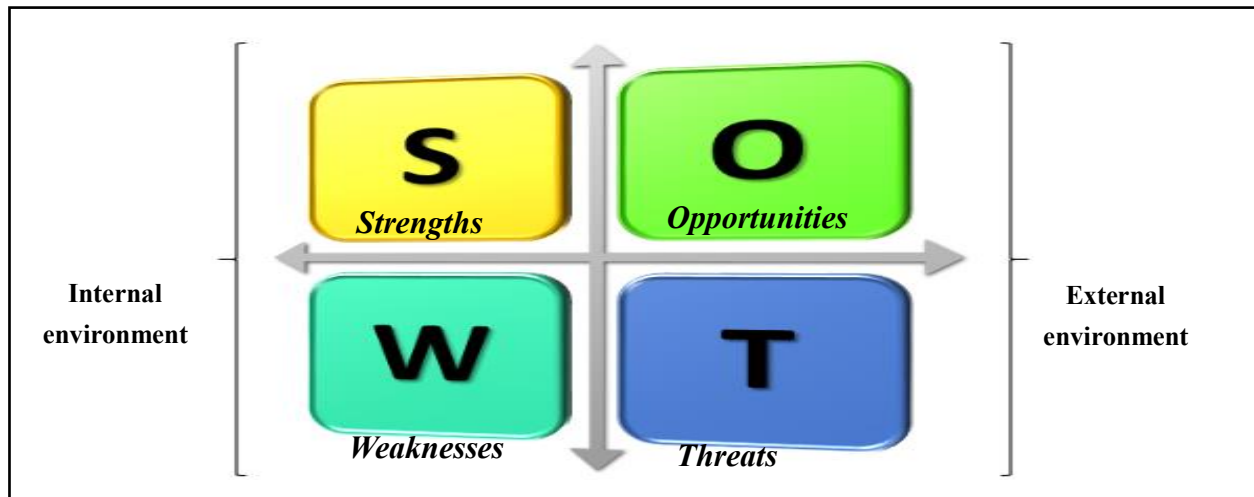 S
Strengths
O
Opportunities
Internal
environment
External
environment
W
Weaknesses
T
Threats